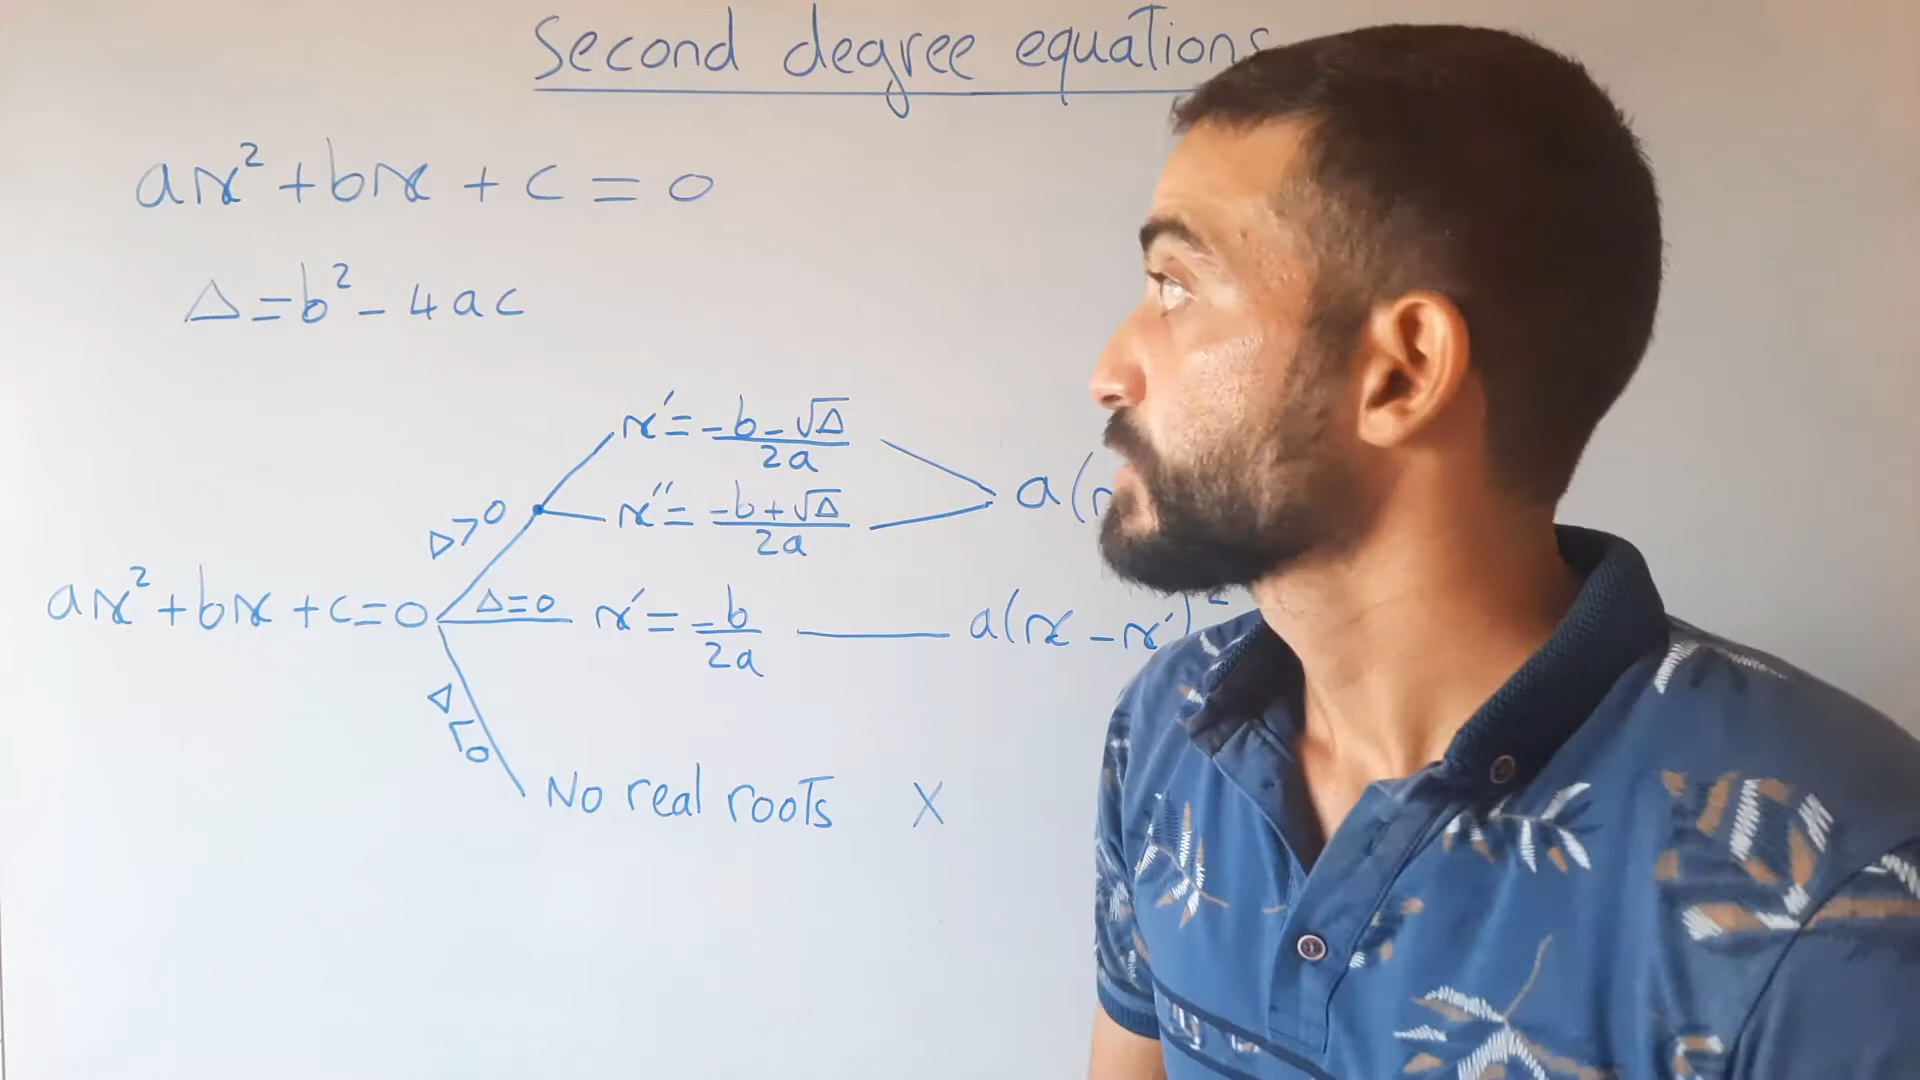 Second degree equations
ax² + bx + c = 0
Δ = b² - 4ac
x' = -b - √Δ / 2a
Δ > 0
x'' = -b + √Δ / 2a
a(
ax² + bx + c = 0
Δ = 0
x' = -b / 2a
a(x - x')²
Δ < 0
No real roots X